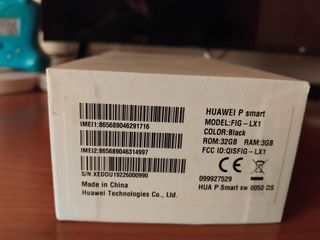 HUAWEI P smart
MODEL:FIG-LX1
COLOR:Black
ROM:32GB RAM:3GB
FCC ID:QISFIG-LX1
IMEI1:865689046291716
IMEI2:865689046314997
S/N:XEDDU19226000990
Made in China
Huawei Technologies Co., Ltd.
099927529
HUA P Smart sw 0050 DS